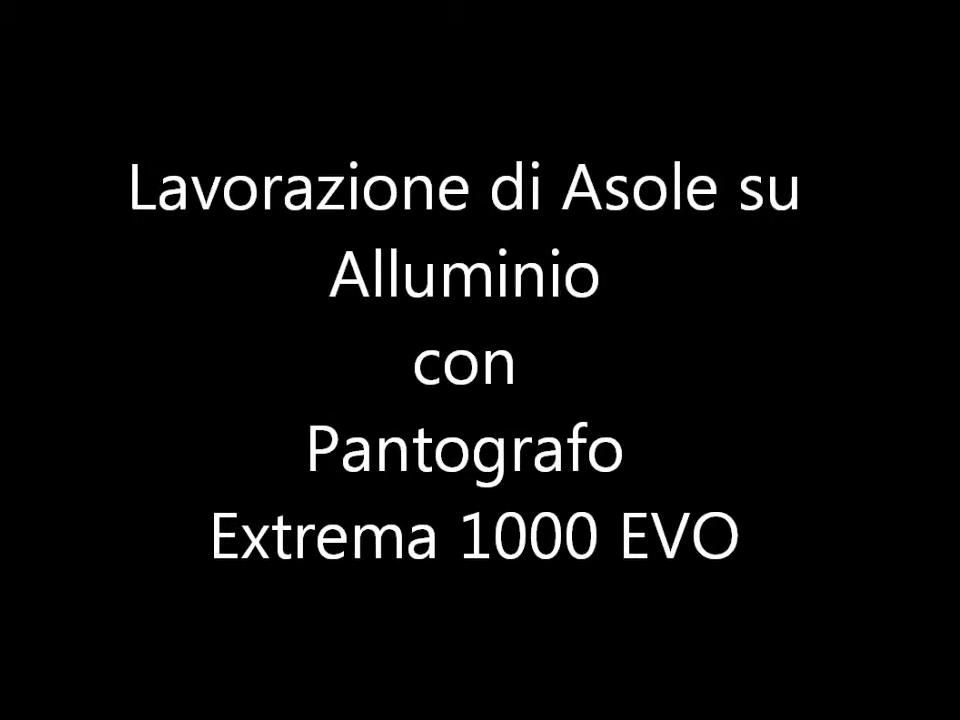 Lavorazione di Asole su
Alluminio
con
Pantografo
Extrema 1000 EVO